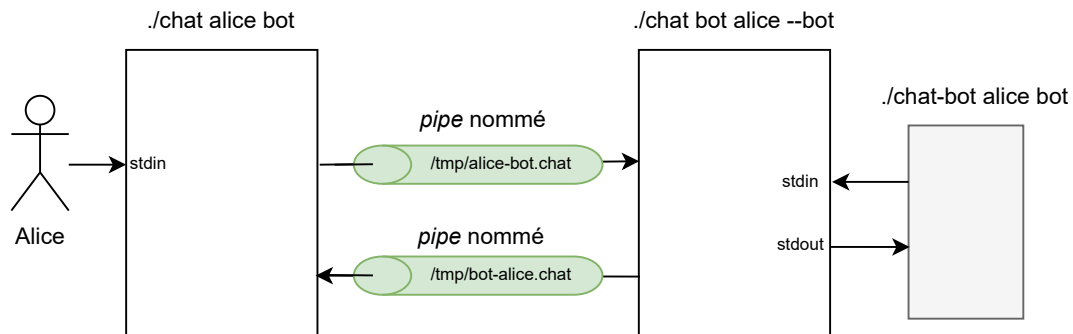 ./chat alice bot
./chat bot alice --bot
./chat-bot alice bot
pipe nommé
/tmp/alice-bot.chat
stdin
stdin
Alice
pipe nommé
stdout
/tmp/bot-alice.chat